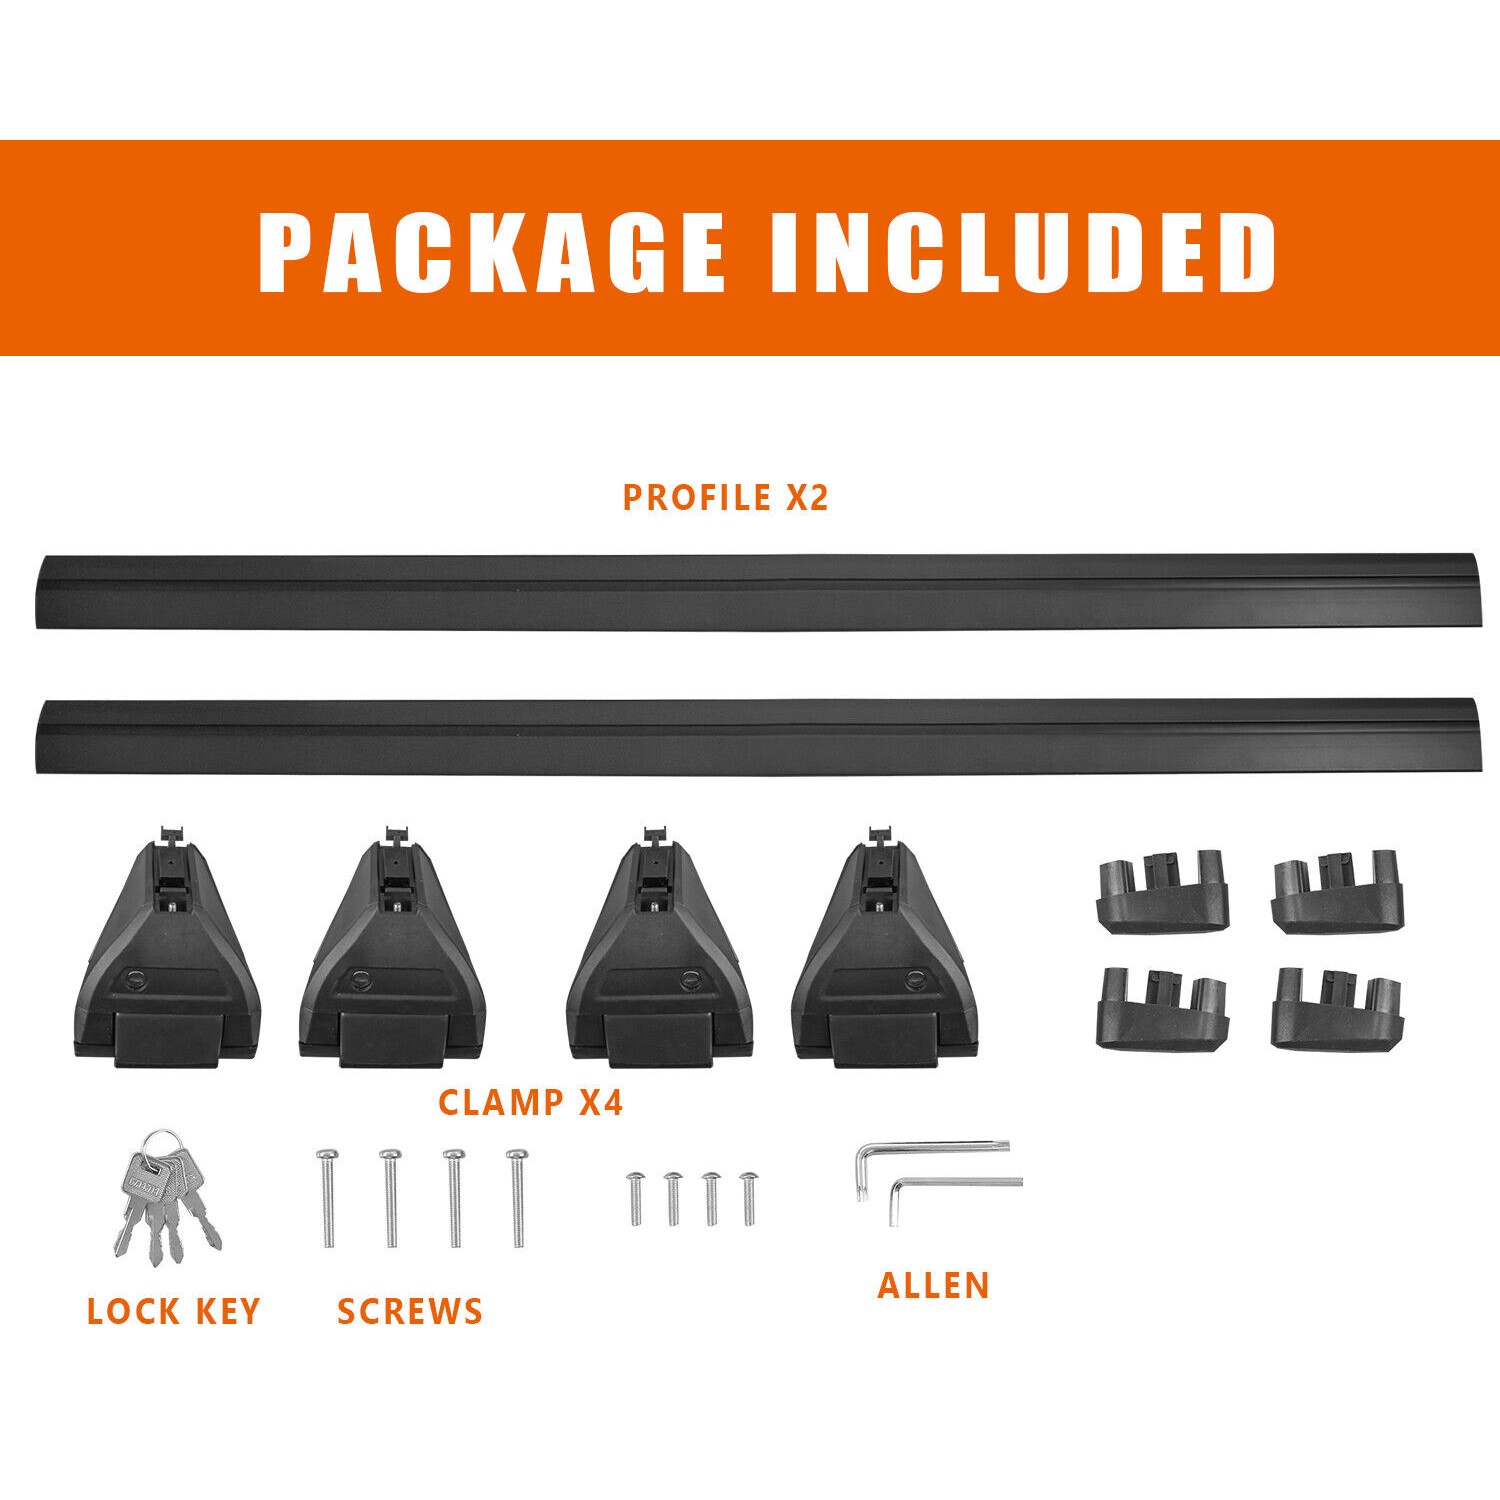 PACKAGE INCLUDED
PROFILE X2
CLAMP X4
LOCK KEY
SCREWS
ALLEN